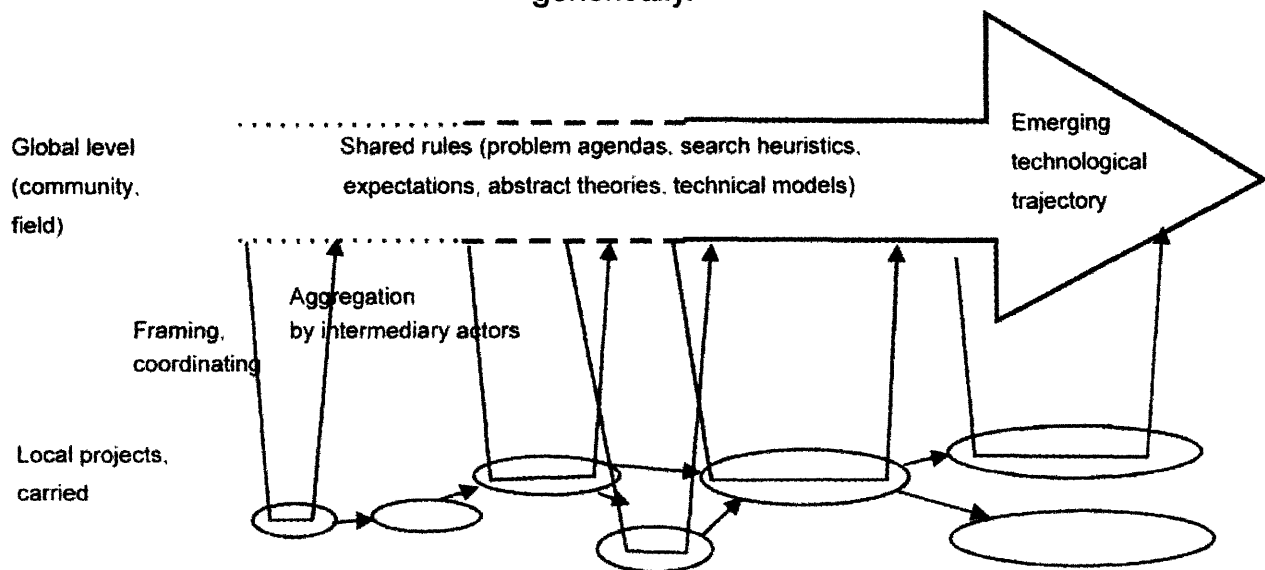 Global level
(community,
field)
Shared rules (problem agendas, search heuristics,
expectations, abstract theories, technical models)
Emerging
technological
trajectory
Aggregation
by intermediary actors
Framing,
coordinating
Local projects,
carried